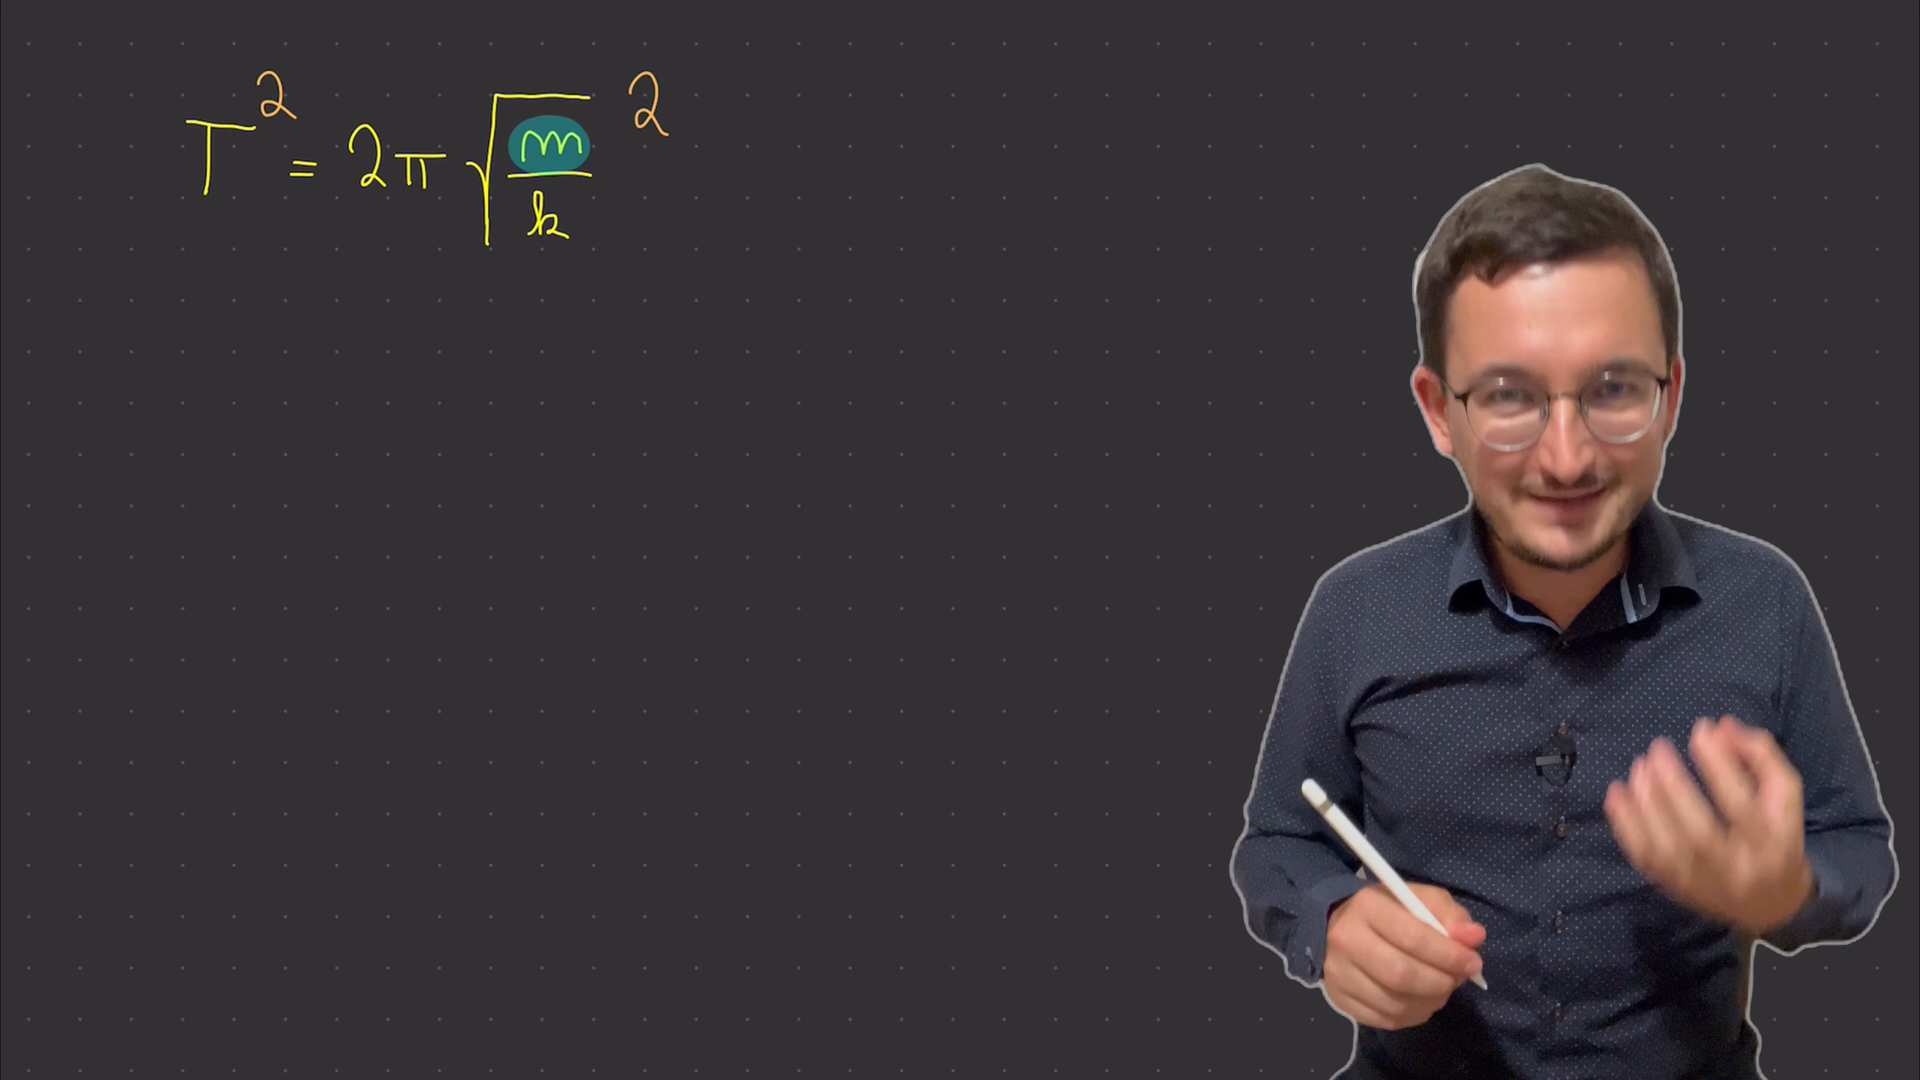 T² = 2π √(m/k) ²